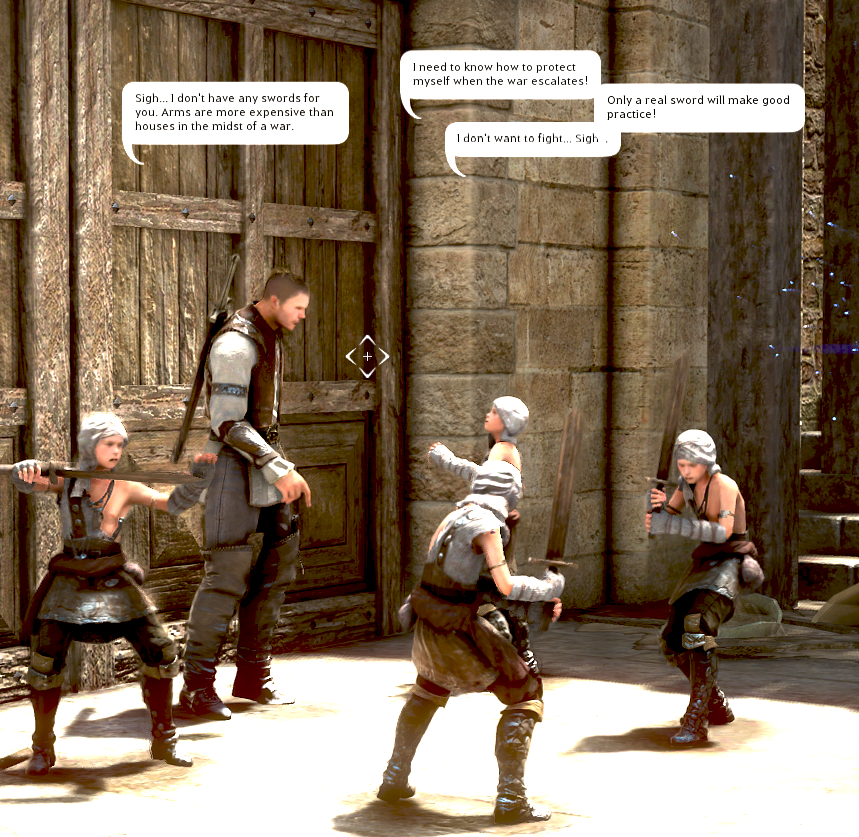 Sigh... I don't have any swords for
you. Arms are more expensive than
houses in the midst of a war.
I need to know how to protect
myself when the war escalates!
Only a real sword will make good
practice!
I don't want to fight... Sigh...